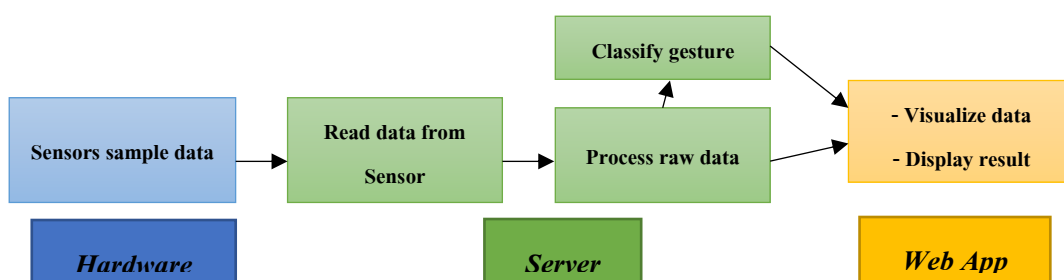 Classify gesture
Sensors sample data
Read data from
Sensor
Process raw data
- Visualize data
- Display result
Hardware
Server
Web App